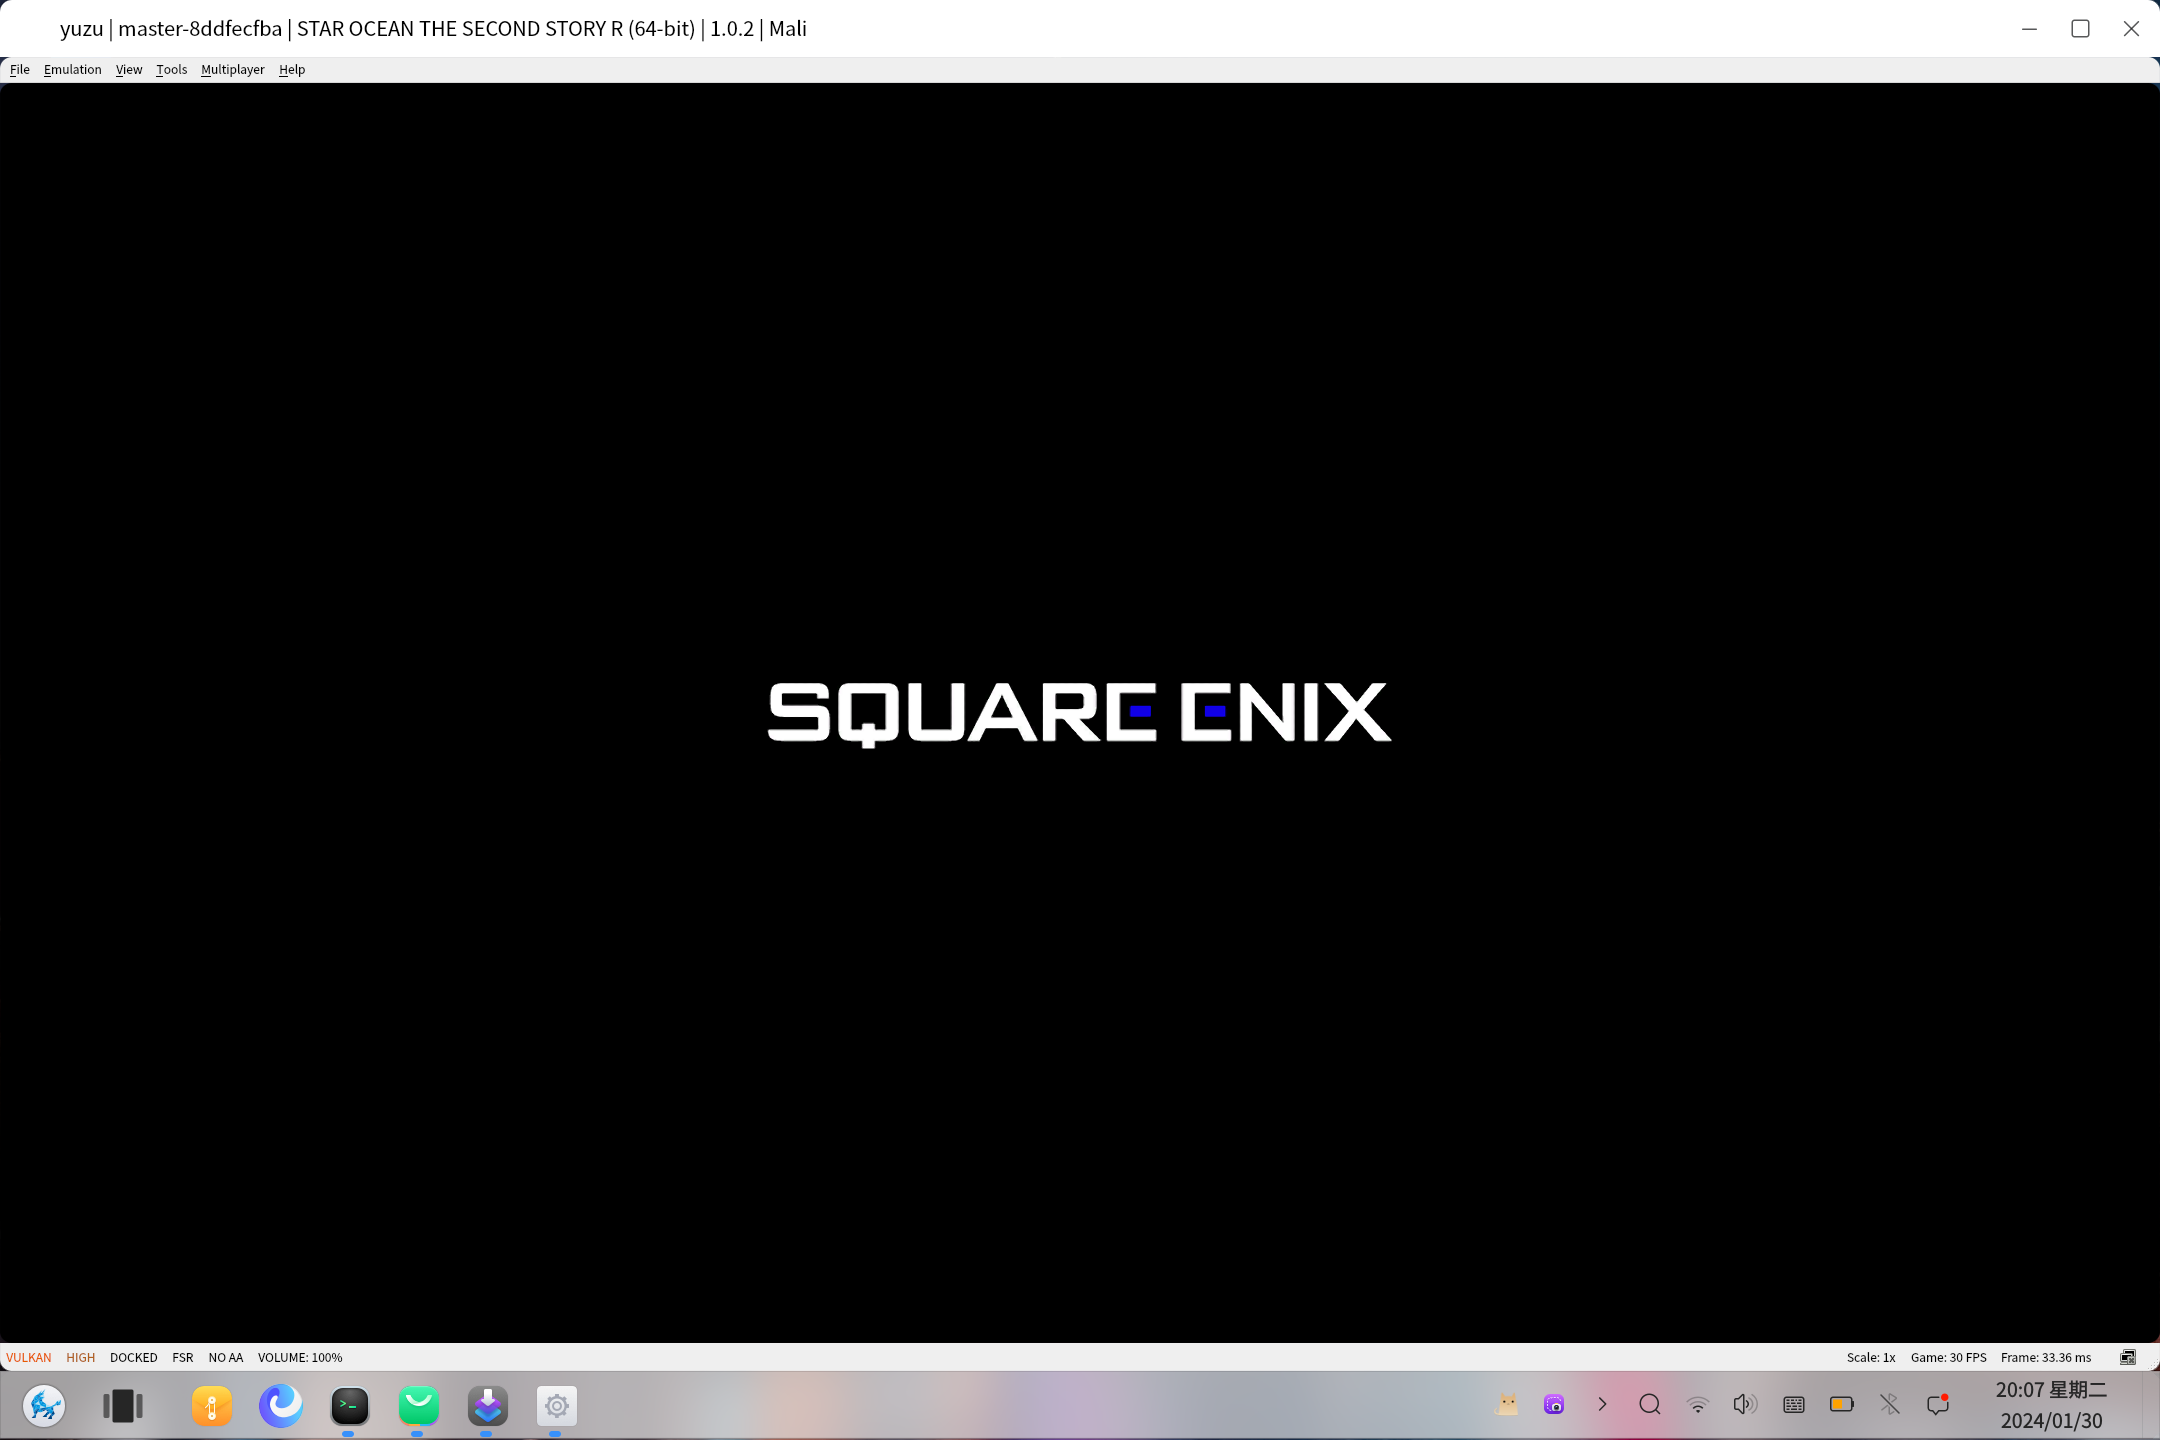 yuzu | master-8ddfecfba | STAR OCEAN THE SECOND STORY R (64-bit) | 1.0.2 | Mali
File Emulation View Tools Multiplayer Help
SQUARE ENIX
VULKAN HIGH DOCKED FSR NO AA VOLUME: 100% Scale: 1x Game: 30 FPS Frame: 33.36 ms
20:07 星期二
2024/01/30